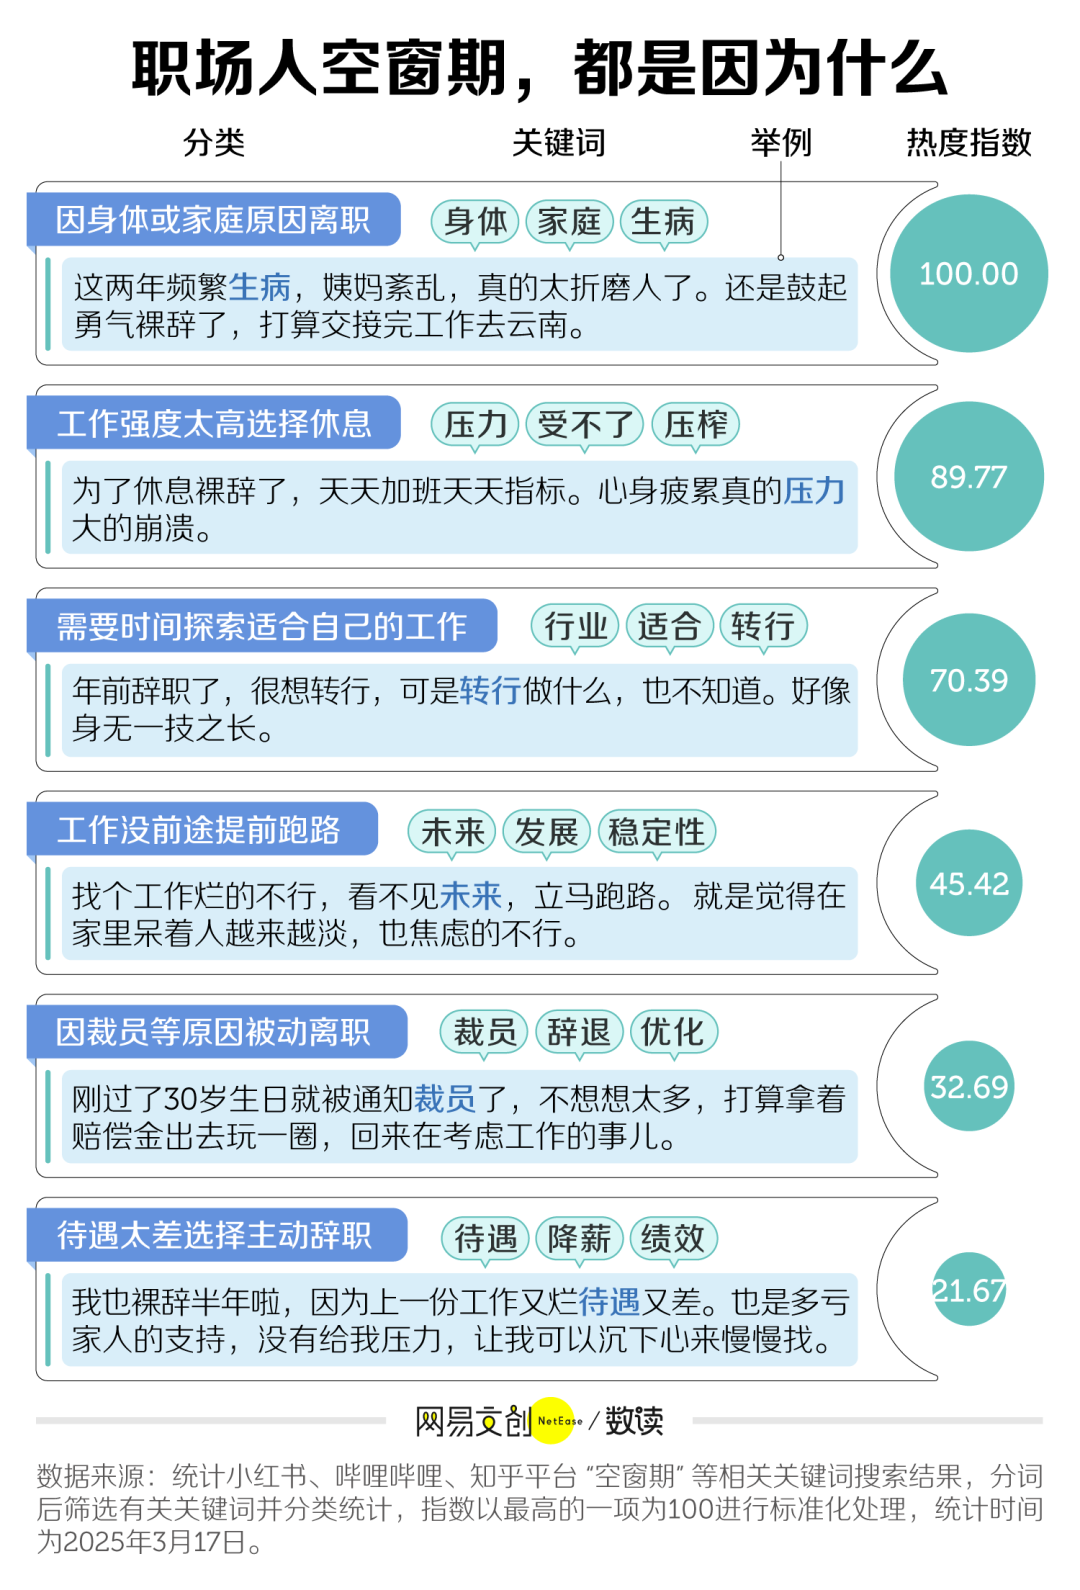 职场人空窗期，都是因为什么
分类 关键词 举例 热度指数
因身体或家庭原因离职 身体 家庭 生病
这两年频繁生病，姨妈紊乱，真的太折磨人了。还是鼓起
勇气裸辞了，打算交接完工作去云南。
100.00
工作强度太高选择休息 压力 受不了 压榨
为了休息裸辞了，天天加班天天指标。心身疲累真的压力
大的崩溃。
89.77
需要时间探索适合自己的工作 行业 适合 转行
年前辞职了，很想转行，可是转行做什么，也不知道。好像
身无一技之长。
70.39
工作没前途提前跑路 未来 发展 稳定性
找个工作烂的不行，看不见未来，立马跑路。就是觉得在
家里呆着人越来越淡，也焦虑的不行。
45.42
因裁员等原因被动离职 裁员 辞退 优化
刚过了30岁生日就被通知裁员了，不想想太多，打算拿着
赔偿金出去玩一圈，回来在考虑工作的事儿。
32.69
待遇太差选择主动辞职 待遇 降薪 绩效
我也裸辞半年啦，因为上一份工作又烂待遇又差。也是多亏
家人的支持，没有给我压力，让我可以沉下心来慢慢找。
21.67
网易文创 NetEase / 数读
数据来源：统计小红书、哔哩哔哩、知乎平台 “空窗期” 等相关关键词搜索结果，分词
后筛选有关关键词并分类统计，指数以最高的一项为100进行标准化处理，统计时间
为2025年3月17日。